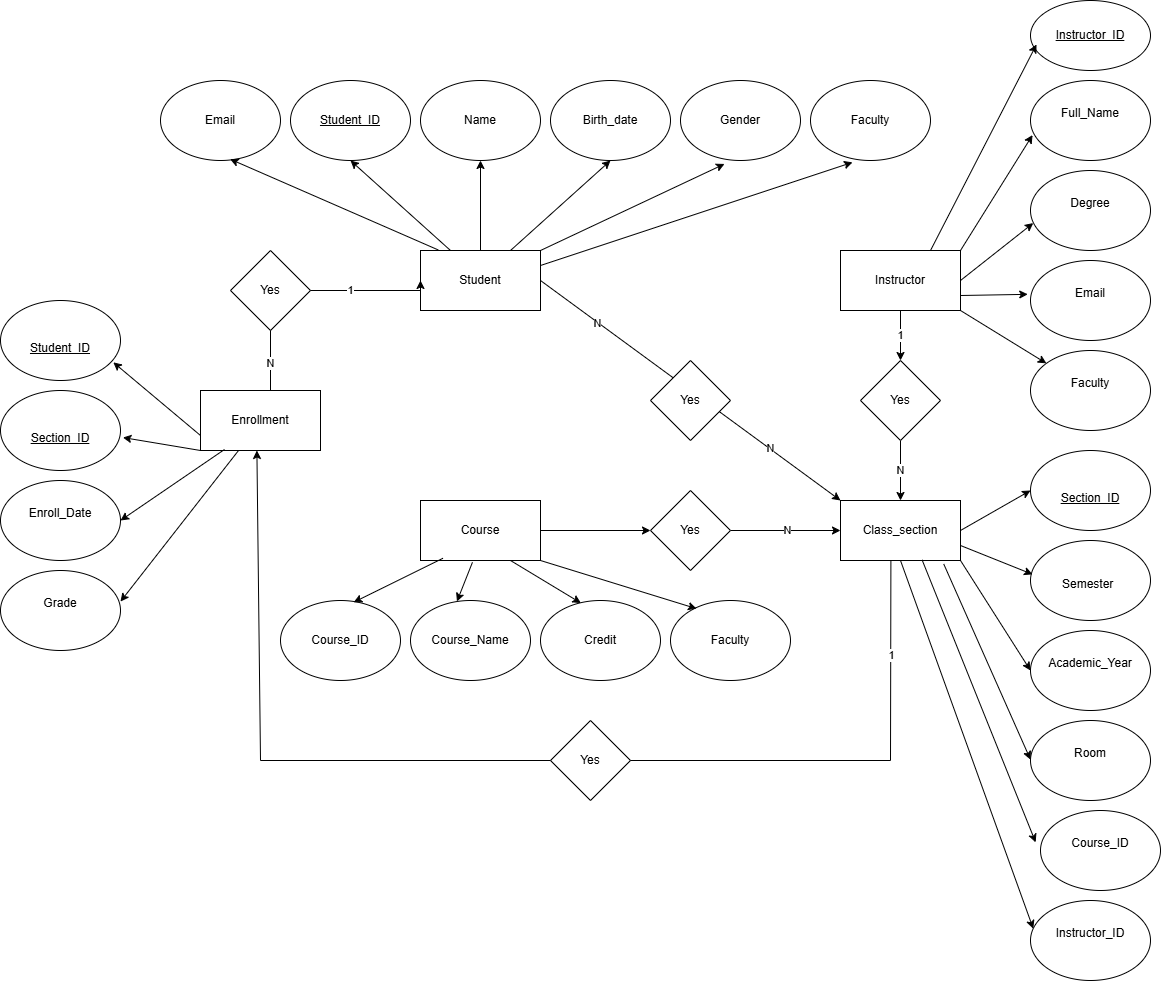 Instructor_ID
Email
Student_ID
Name
Birth_date
Gender
Faculty
Full_Name
Degree
Yes
1
Student
Instructor
Email
N
1
Student_ID
N
Faculty
Enrollment
Yes
Yes
Section_ID
N
N
Section_ID
Enroll_Date
Course
Yes
N
Class_section
Semester
Grade
Course_ID
Course_Name
Credit
Faculty
1
Academic_Year
Yes
Room
Course_ID
Instructor_ID